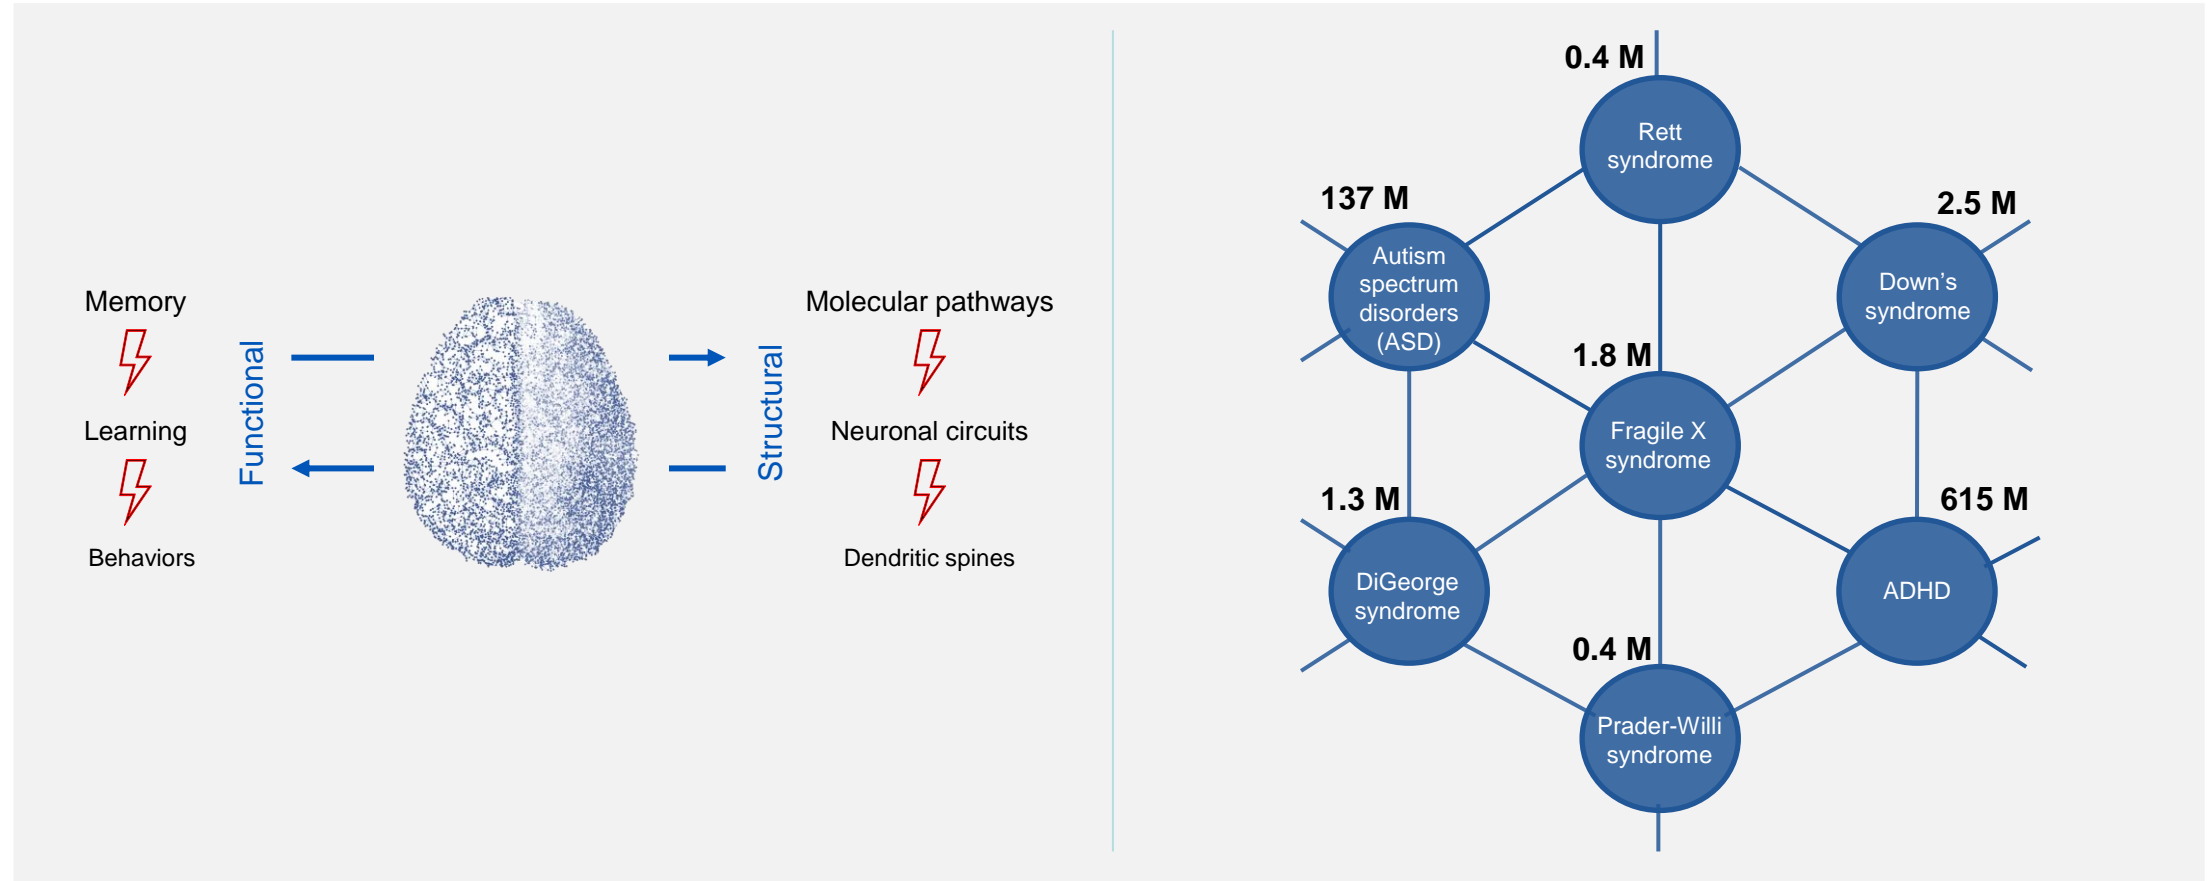 Memory
Learning
Behaviors
Functional
Structural
Molecular pathways
Neuronal circuits
Dendritic spines
0.4 M
Rett
syndrome
137 M
Autism
spectrum
disorders
(ASD)
2.5 M
Down’s
syndrome
1.8 M
Fragile X
syndrome
1.3 M
DiGeorge
syndrome
615 M
ADHD
0.4 M
Prader-Willi
syndrome